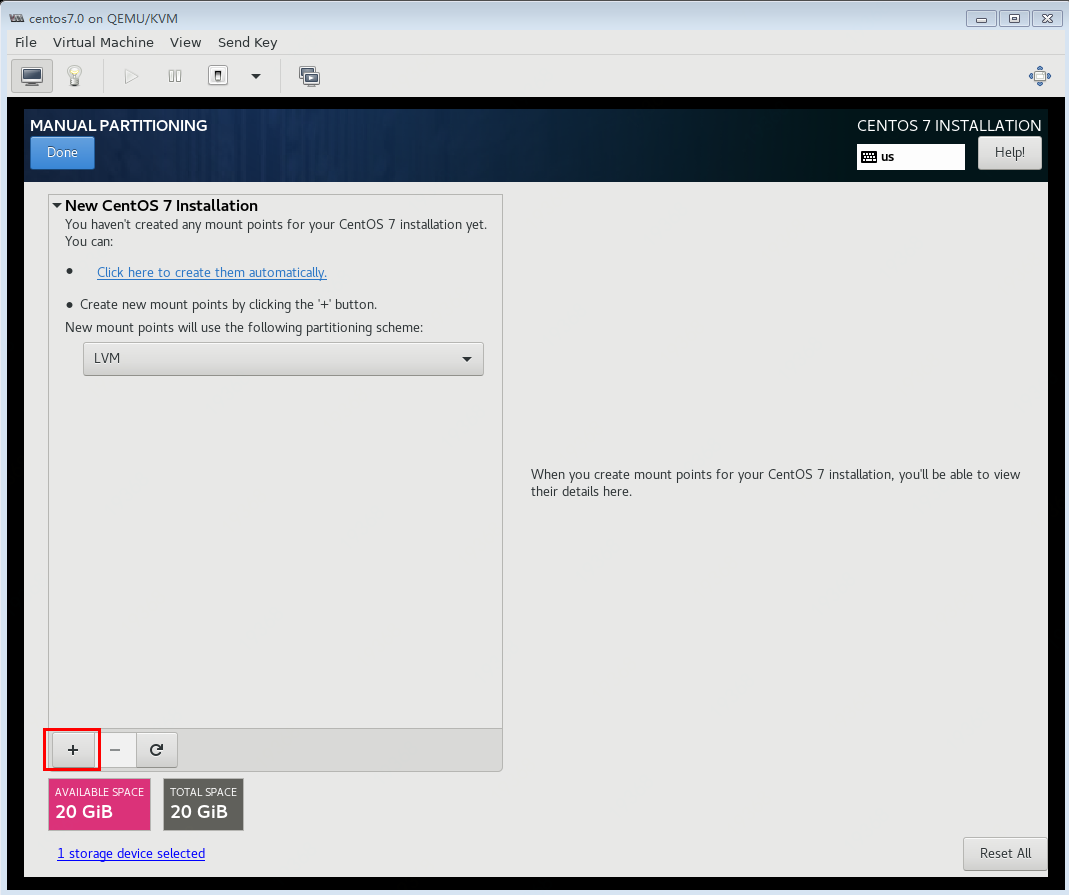 centos7.0 on QEMU/KVM
File Virtual Machine View Send Key
MANUAL PARTITIONING
CENTOS 7 INSTALLATION
Done
us
Help!
New CentOS 7 Installation
You haven't created any mount points for your CentOS 7 installation yet.
You can:
• Click here to create them automatically.
• Create new mount points by clicking the '+' button.
New mount points will use the following partitioning scheme:
LVM
When you create mount points for your CentOS 7 installation, you'll be able to view
their details here.
+ −
AVAILABLE SPACE
20 GiB
TOTAL SPACE
20 GiB
1 storage device selected
Reset All